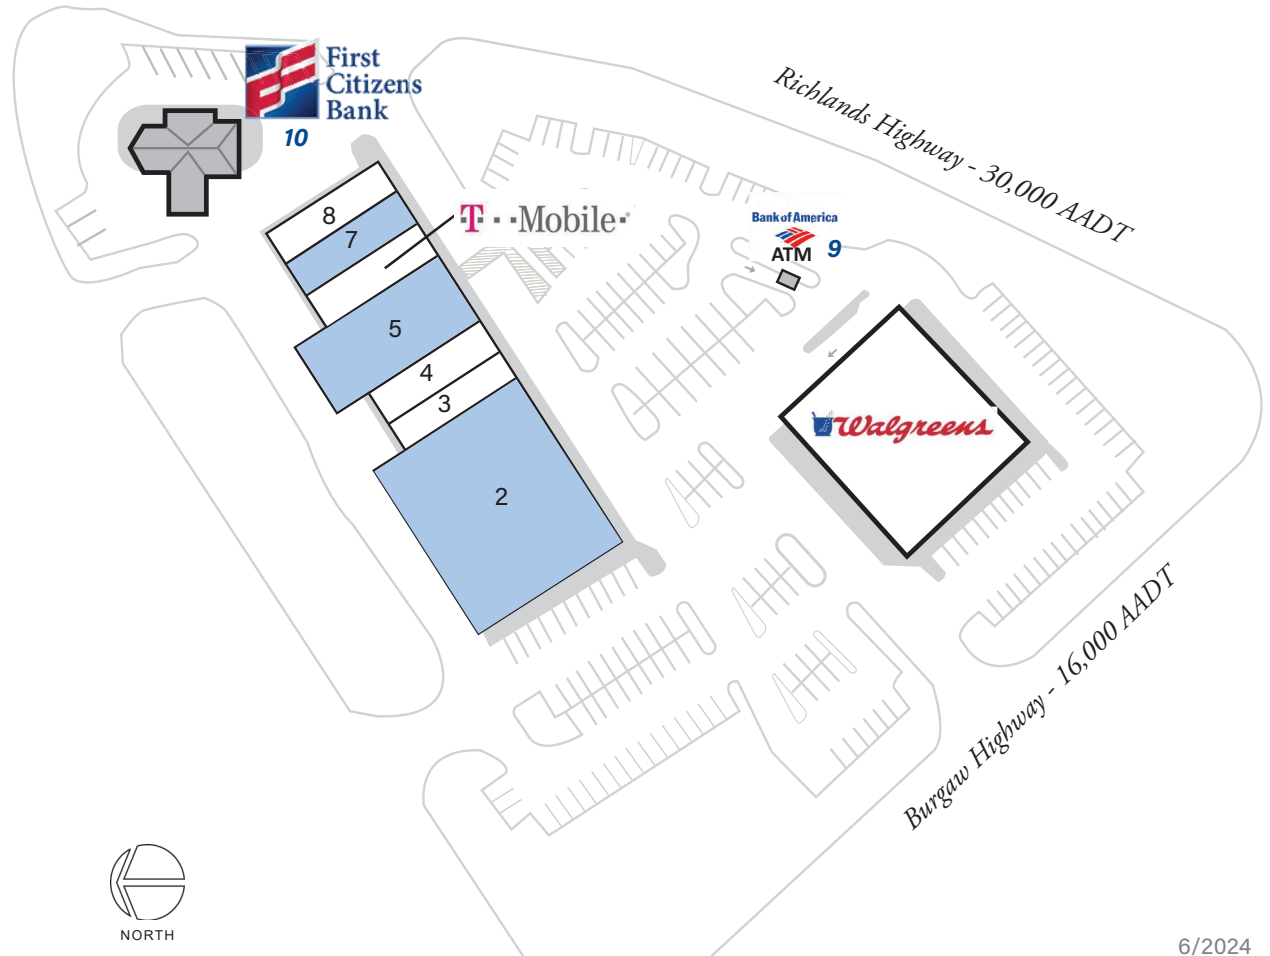 First
Citizens
Bank
10
Richlands Highway - 30,000 AADT
8
7
T··Mobile·
Bank of America
ATM 9
5
4
3
Walgreens
2
Burgaw Highway - 16,000 AADT
NORTH
6/2024